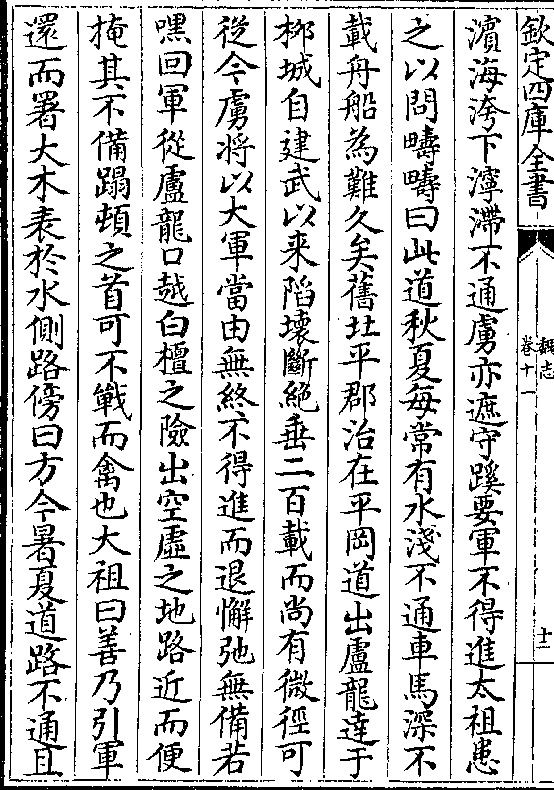 欽定四庫全書
魏志
卷十一
十二
濱海洿下濘滯不通虜亦遮守蹊要軍不得進太祖患
之以問疇疇曰此道秋夏每常有水淺不通車馬深不
載舟船為難久矣舊北平郡治在平岡道出盧龍達于
栁城自建武以来陷壊斷絶垂二百載而尚有微徑可
從今虜将以大軍當由無終不得進而退懈弛無備若
嘿回軍從盧龍口越白檀之險出空虛之地路近而便
掩其不備蹋頓之首可不戰而禽也大祖曰善乃引軍
還而署大木表於水側路傍曰方今暑夏道路不通且